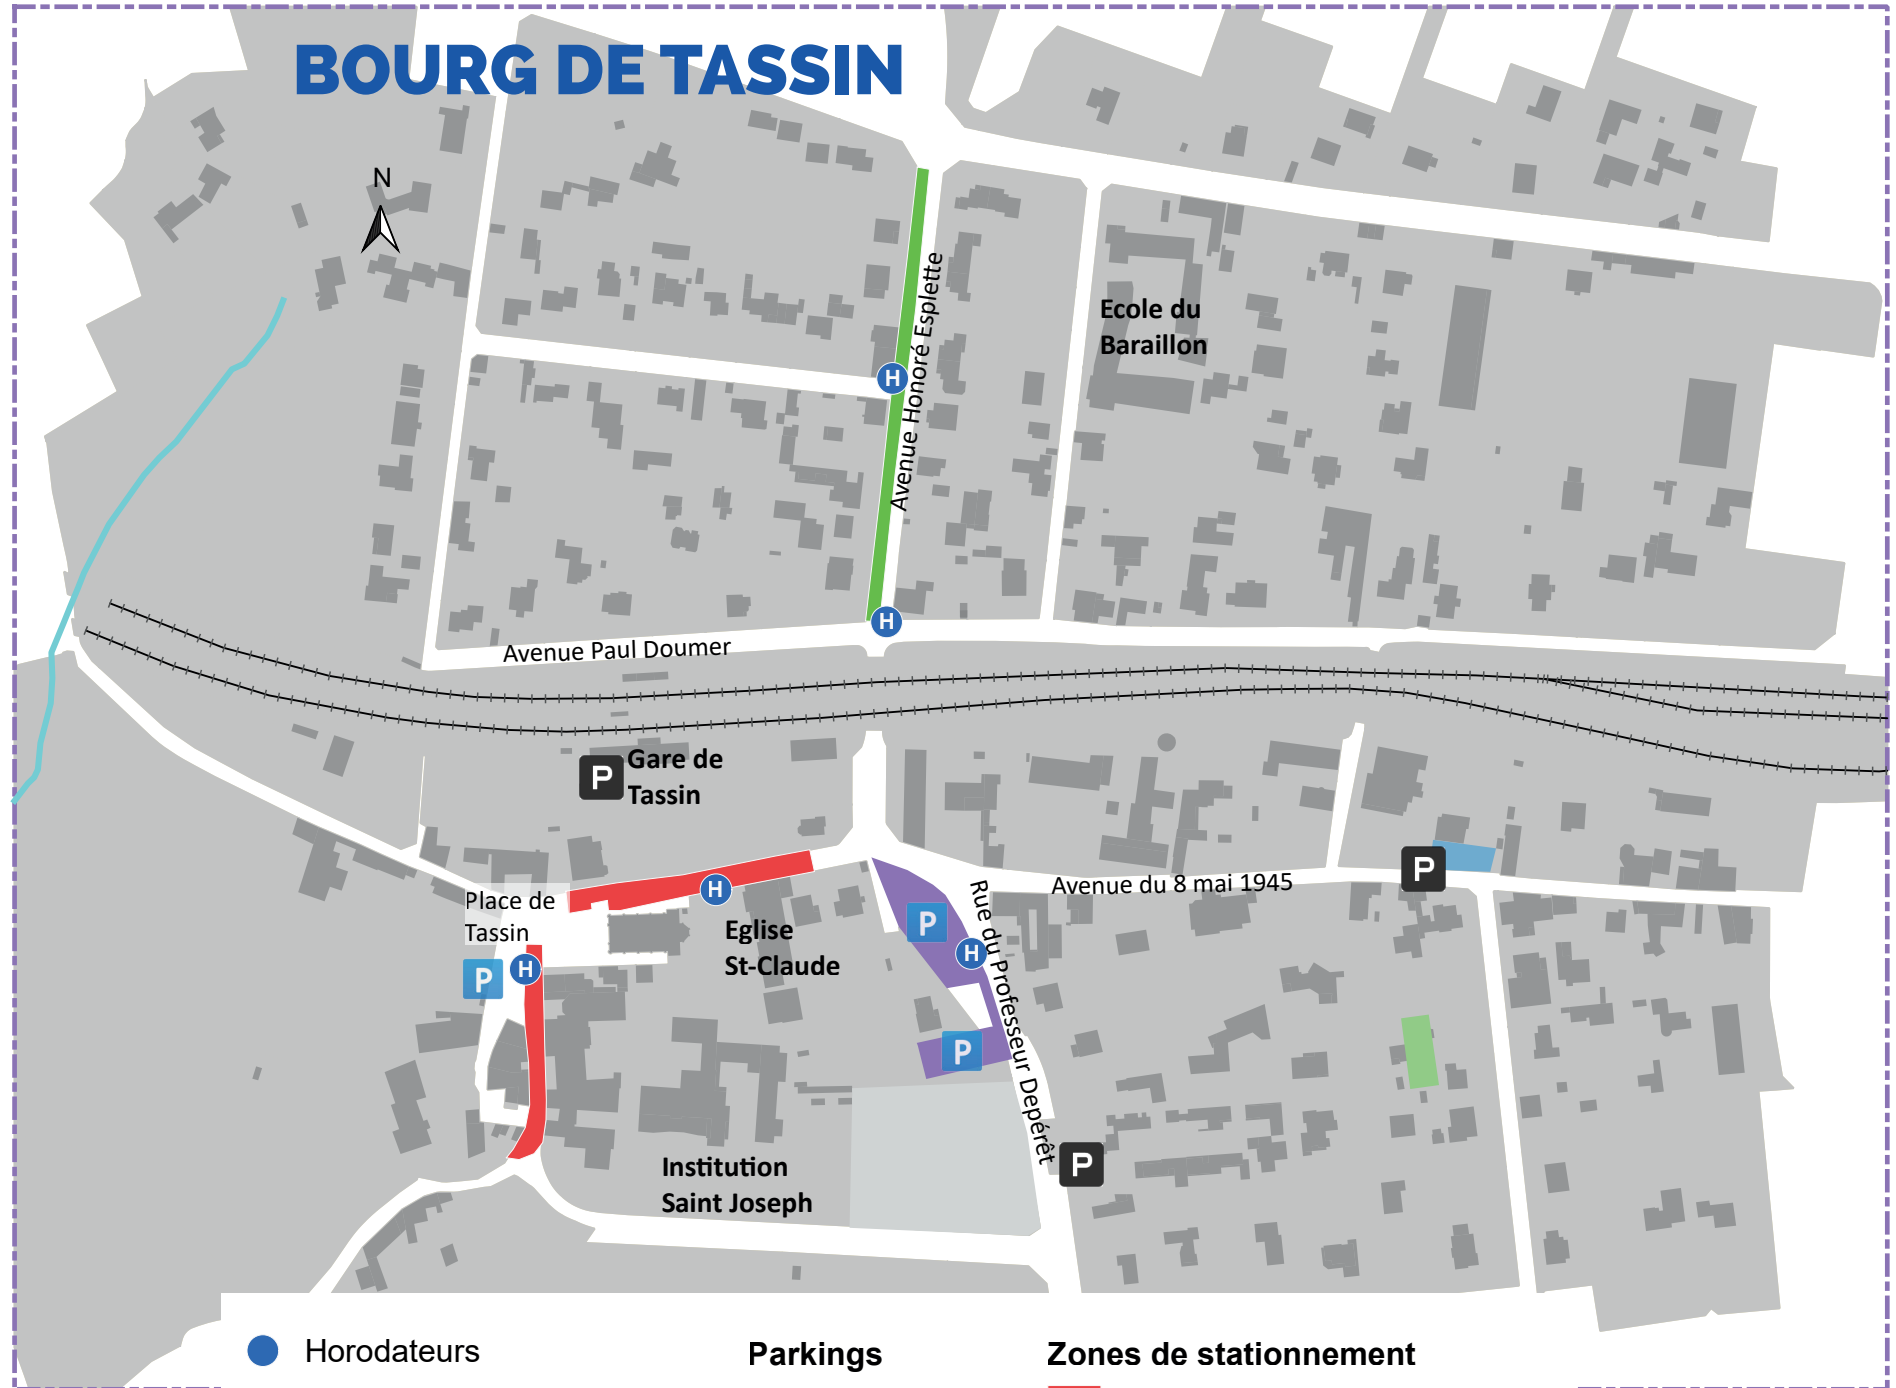 BOURG DE TASSIN
N
Avenue Honoré Esplette
Ecole du
Baraillon
H
H
Avenue Paul Doumer
P
Gare de
Tassin
P
H
Avenue du 8 mai 1945
Place de
Tassin
P
H
Eglise
St-Claude
P
H
Rue du Professeur Depérêt
P
P
Institution
Saint Joseph
Horodateurs
Parkings
Zones de stationnement